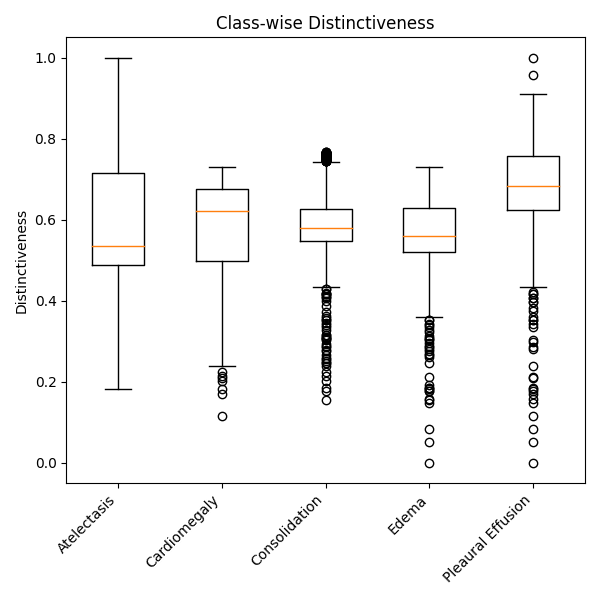 Class-wise Distinctiveness
1.0
0.8
0.6
0.4
0.2
0.0
Distinctiveness
Atelectasis
Cardiomegaly
Consolidation
Edema
Pleaural Effusion